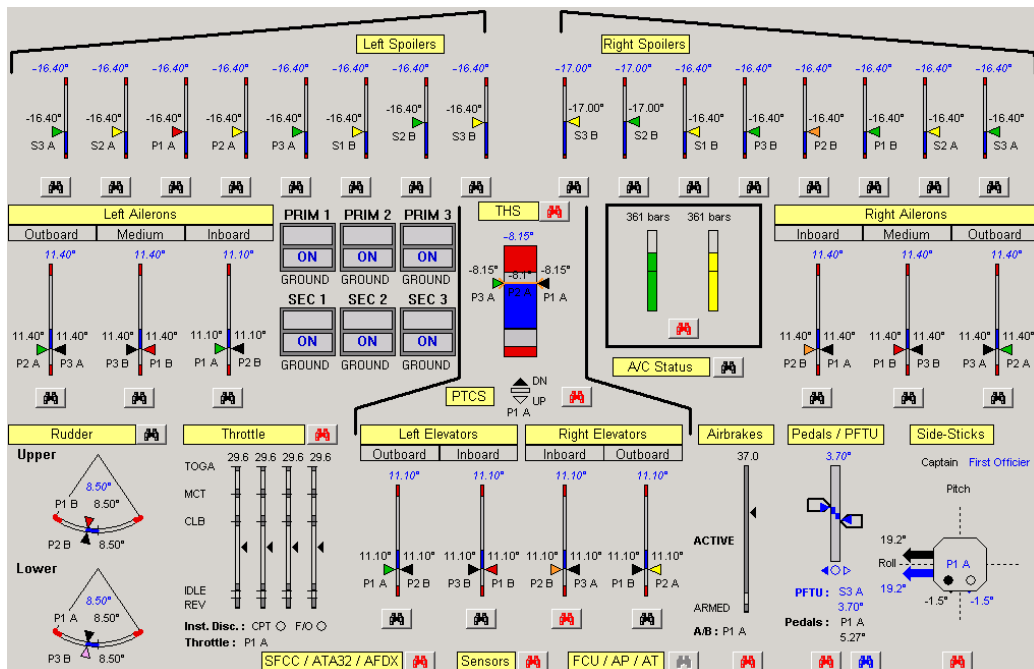 Left Spoilers
Right Spoilers
-16.40° -16.40° -16.40° -16.40° -16.40° -16.40° -16.40° -16.40° -17.00° -17.00° -16.40° -16.40° -16.40° -16.40° -16.40° -16.40°
-16.40° -16.40° -16.40° -16.40° -16.40° -16.40° -16.40° -16.40° -17.00° -17.00° -16.40° -16.40° -16.40° -16.40° -16.40° -16.40°
S3 A S2 A P1 A P2 A P3 A S1 B S2 B S3 B S3 B S2 B S1 B P3 B P2 B P1 B S2 A S3 A
Left Ailerons
Outboard Medium Inboard
11.40° 11.40° 11.10°
11.40° 11.40° 11.40° 11.40° 11.10° 11.10°
P2 A P3 A P3 B P1 B P1 A P2 B
PRIM 1 PRIM 2 PRIM 3
ON ON ON
GROUND GROUND GROUND
SEC 1 SEC 2 SEC 3
ON ON ON
GROUND GROUND GROUND
THS
-8.15°
-8.15° -8.1° -8.15°
P3 A P2 A P1 A
PTCS
DN
UP
P1 A
361 bars 361 bars
A/C Status
Right Ailerons
Inboard Medium Outboard
11.40° 11.40° 11.40°
11.40° 11.40° 11.40° 11.40° 11.40° 11.40°
P2 B P1 A P1 B P3 B P3 A P2 A
Rudder
Upper
8.50°
P1 B 8.50°
P2 B 8.50°
Lower
8.50°
P1 A 8.50°
P3 B 8.50°
Throttle
29.6 29.6 29.6 29.6
TOGA
MCT
CLB
IDLE
REV
Inst. Disc. : CPT F/O
Throttle : P1 A
Left Elevators
Outboard Inboard
11.10° 11.10°
11.10° 11.10° 11.10° 11.10°
P1 A P2 B P3 B P1 B
Right Elevators
Inboard Outboard
11.10° 11.10°
11.10° 11.10° 11.10° 11.10°
P2 B P3 A P1 B P2 A
Airbrakes
37.0
ACTIVE
ARMED
A/B : P1 A
Pedals / PFTU
3.70°
PFTU : S3 A
3.70°
Pedals : P1 A
5.27°
Side-Sticks
Captain First Officier
Pitch
19.2°
Roll P1 A
19.2°
-1.5° -1.5°
SFCC / ATA32 / AFDX
Sensors
FCU / AP / AT